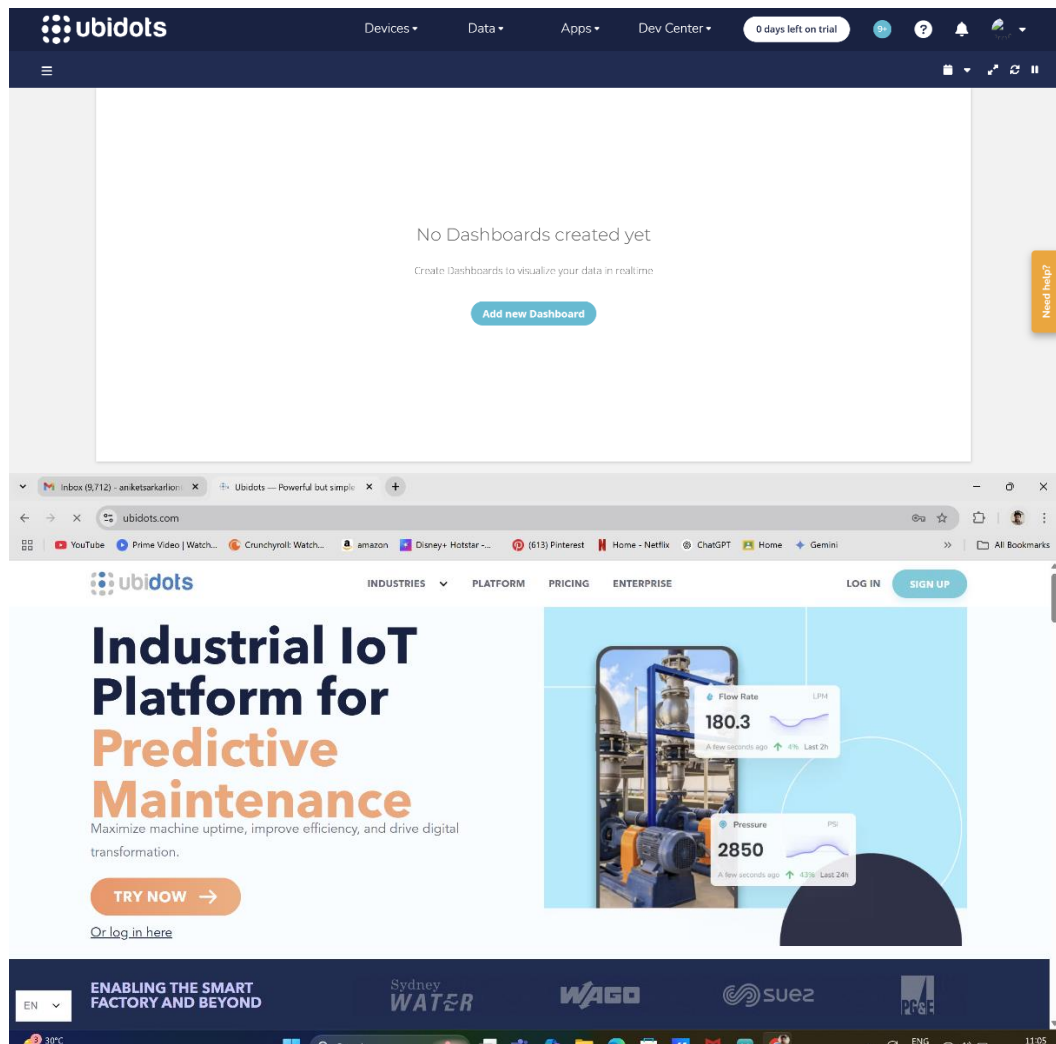 ubidots
Devices Data Apps Dev Center 0 days left on trial 9+ ?
No Dashboards created yet
Create Dashboards to visualize your data in realtime
Add new Dashboard
Need help?
Inbox (9,712) - aniketsarkarlion Ubidots — Powerful but simple
ubidots.com
YouTube Prime Video | Watch... Crunchyroll: Watch... amazon Disney+ Hotstar -... (613) Pinterest Home - Netflix ChatGPT Home Gemini All Bookmarks
ubidots INDUSTRIES PLATFORM PRICING ENTERPRISE LOG IN SIGN UP
Industrial IoT
Platform for
Predictive
Maintenance
Maximize machine uptime, improve efficiency, and drive digital
transformation.
TRY NOW
Or log in here
Flow Rate LPM
180.3
A few seconds ago 4% Last 2h
Pressure PSI
2850
A few seconds ago 43% Last 24h
ENABLING THE SMART
FACTORY AND BEYOND
Sydney
WATER
WAGO
suez
PG&E
EN
30°C
ENG
11:05